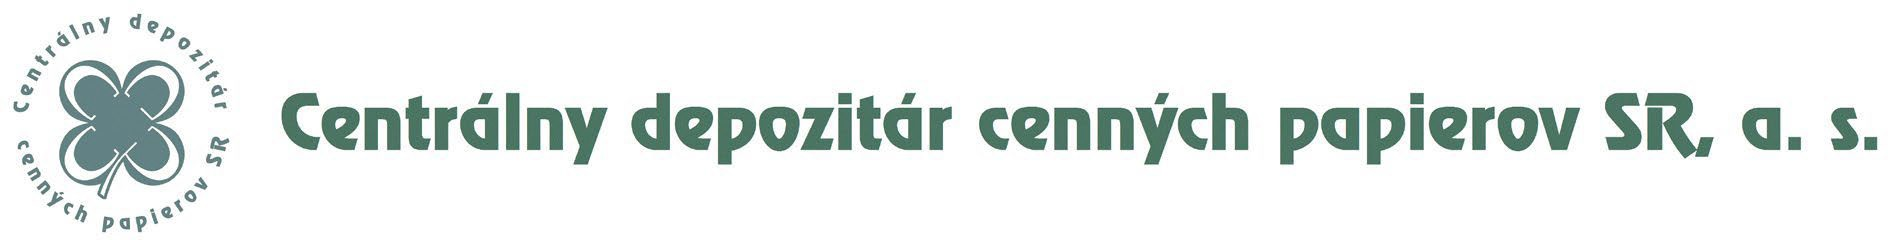 Centrálny depozitár
cenných papierov SR
Centrálny depozitár cenných papierov SR, a. s.